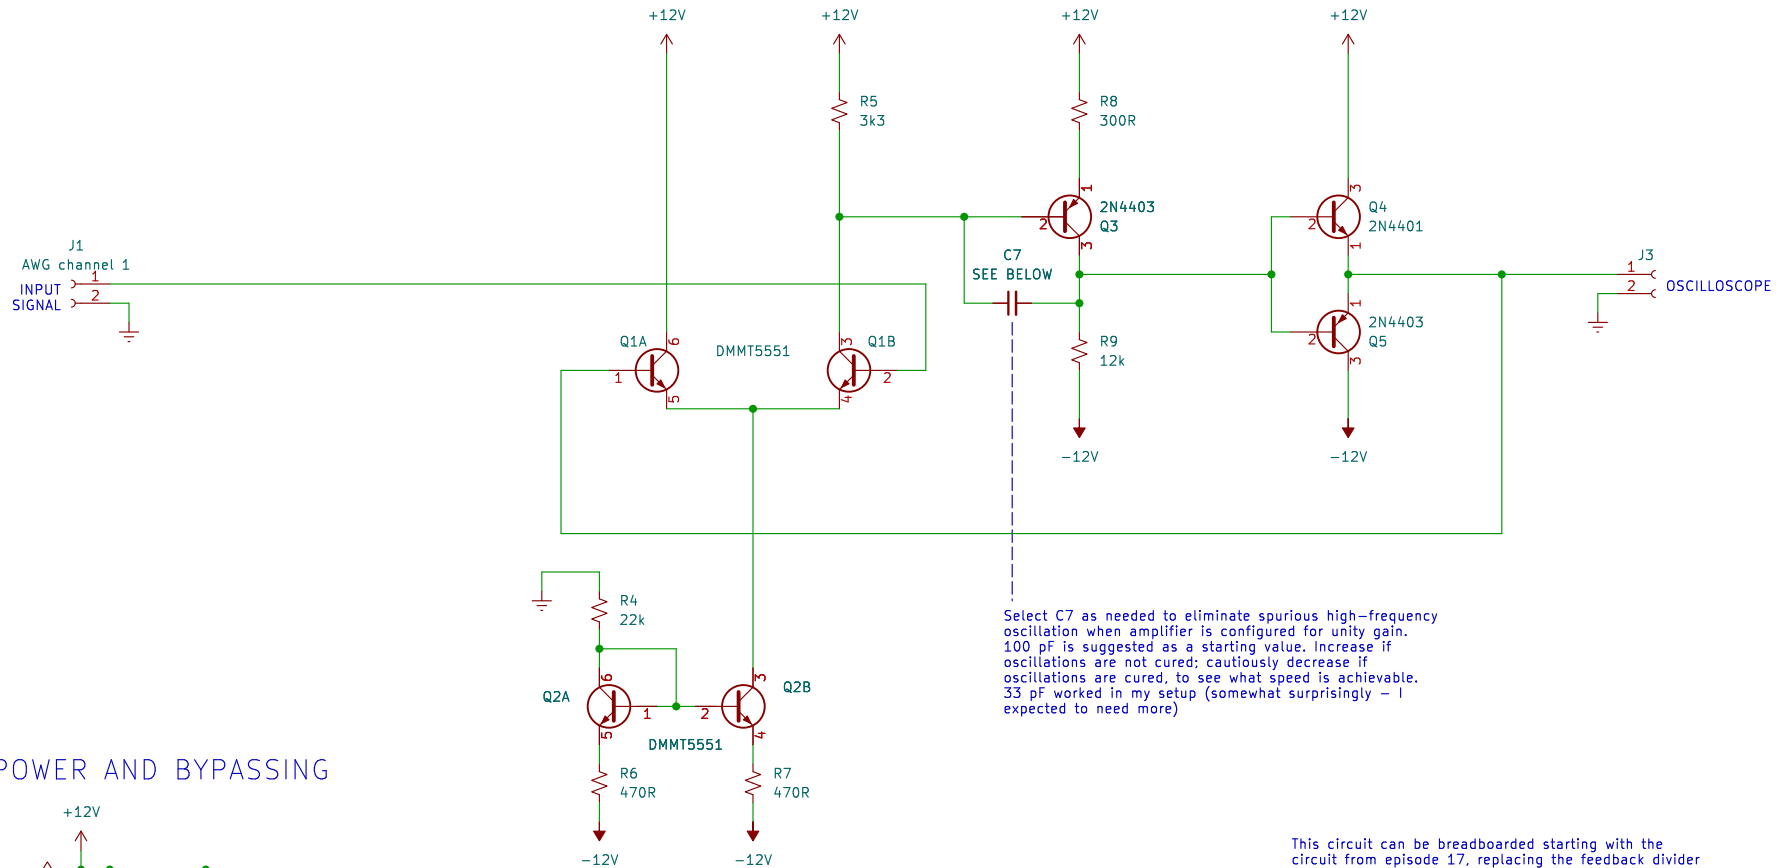 +12V
+12V
+12V
+12V
R5
3k3
R8
300R
1
2N4403
Q3
2
3
3
Q4
2N4401
2
1
J1
AWG channel 1
1
2
INPUT
SIGNAL
C7
SEE BELOW
J3
1
2
OSCILLOSCOPE
Q1A
6
1
5
DMMT5551
3
Q1B
2
4
R9
12k
1
2N4403
Q5
2
3
-12V
-12V
R4
22k
Select C7 as needed to eliminate spurious high-frequency
oscillation when amplifier is configured for unity gain.
100 pF is suggested as a starting value. Increase if
oscillations are not cured; cautiously decrease if
oscillations are cured, to see what speed is achievable.
33 pF worked in my setup (somewhat surprisingly - I
expected to need more)
Q2A
6
1
5
3
Q2B
2
4
DMMT5551
R6
470R
R7
470R
-12V
-12V
POWER AND BYPASSING
+12V
This circuit can be breadboarded starting with the
circuit from episode 17, replacing the feedback divider